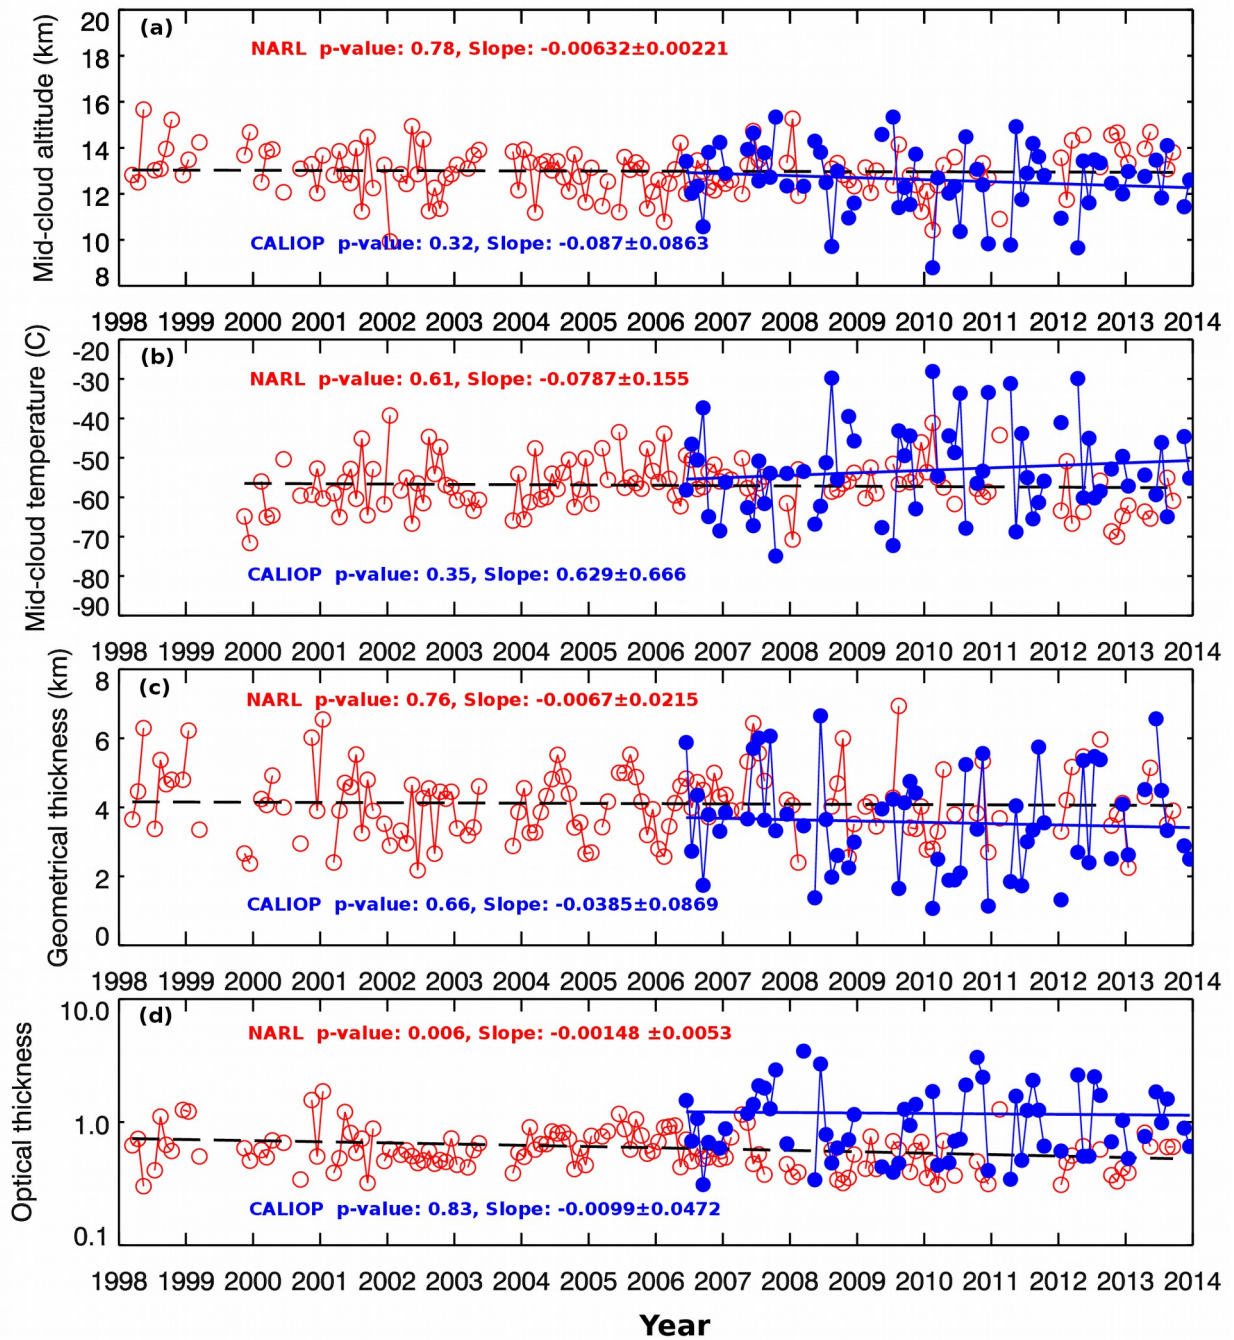 (a)
NARL p-value: 0.78, Slope: -0.00632±0.00221
CALIOP p-value: 0.32, Slope: -0.087±0.0863
Mid-cloud altitude (km)
20
18
16
14
12
10
8
1998 1999 2000 2001 2002 2003 2004 2005 2006 2007 2008 2009 2010 2011 2012 2013 2014
(b)
NARL p-value: 0.61, Slope: -0.0787±0.155
CALIOP p-value: 0.35, Slope: 0.629±0.666
Mid-cloud temperature (C)
-20
-30
-40
-50
-60
-70
-80
-90
1998 1999 2000 2001 2002 2003 2004 2005 2006 2007 2008 2009 2010 2011 2012 2013 2014
(c)
NARL p-value: 0.76, Slope: -0.0067±0.0215
CALIOP p-value: 0.66, Slope: -0.0385±0.0869
Geometrical thickness (km)
8
6
4
2
0
1998 1999 2000 2001 2002 2003 2004 2005 2006 2007 2008 2009 2010 2011 2012 2013 2014
(d)
NARL p-value: 0.006, Slope: -0.00148 ±0.0053
CALIOP p-value: 0.83, Slope: -0.0099±0.0472
Optical thickness
10.0
1.0
0.1
1998 1999 2000 2001 2002 2003 2004 2005 2006 2007 2008 2009 2010 2011 2012 2013 2014
Year